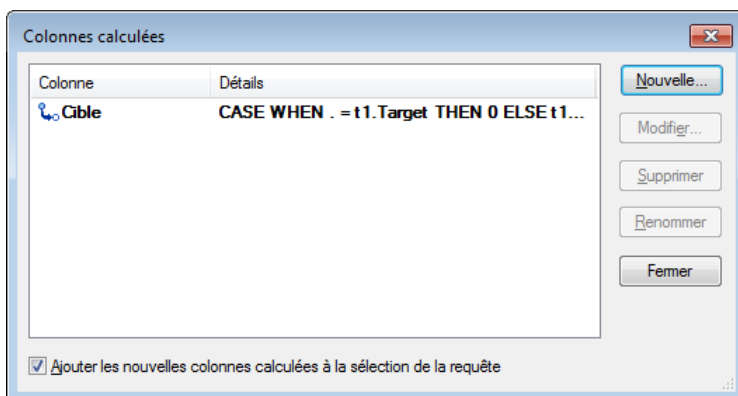 Colonnes calculées
Colonne Détails
Cible CASE WHEN . = t1.Target THEN 0 ELSE t1...
Nouvelle...
Modifier...
Supprimer
Renommer
Fermer
Ajouter les nouvelles colonnes calculées à la sélection de la requête